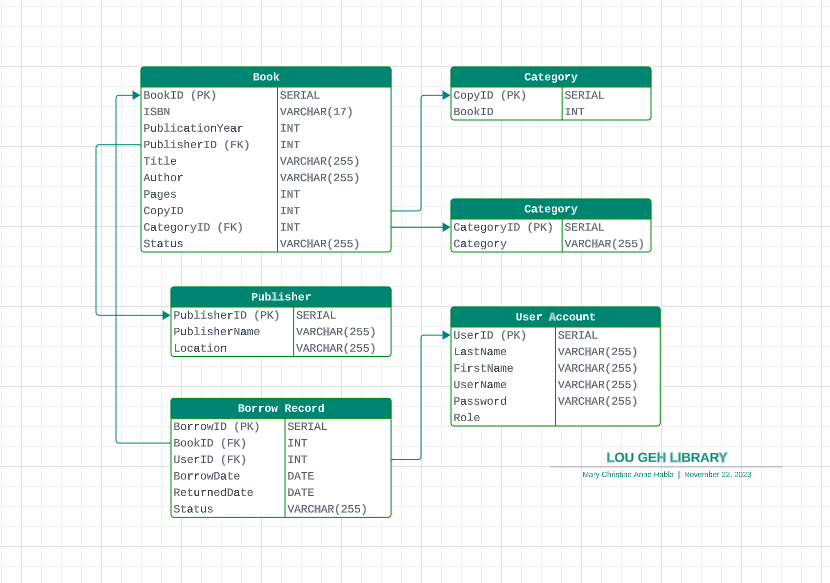 Book
BookID (PK) SERIAL
ISBN VARCHAR(17)
PublicationYear INT
PublisherID (FK) INT
Title VARCHAR(255)
Author VARCHAR(255)
Pages INT
CopyID INT
CategoryID (FK) INT
Status VARCHAR(255)
Category
CopyID (PK) SERIAL
BookID INT
Category
CategoryID (PK) SERIAL
Category VARCHAR(255)
Publisher
PublisherID (PK) SERIAL
PublisherName VARCHAR(255)
Location VARCHAR(255)
User Account
UserID (PK) SERIAL
LastName VARCHAR(255)
FirstName VARCHAR(255)
UserName VARCHAR(255)
Password VARCHAR(255)
Role
Borrow Record
BorrowID (PK) SERIAL
BookID (FK) INT
UserID (FK) INT
BorrowDate DATE
ReturnedDate DATE
Status VARCHAR(255)
LOU GEH LIBRARY
Mary Christine Anne Habla | November 22, 2023